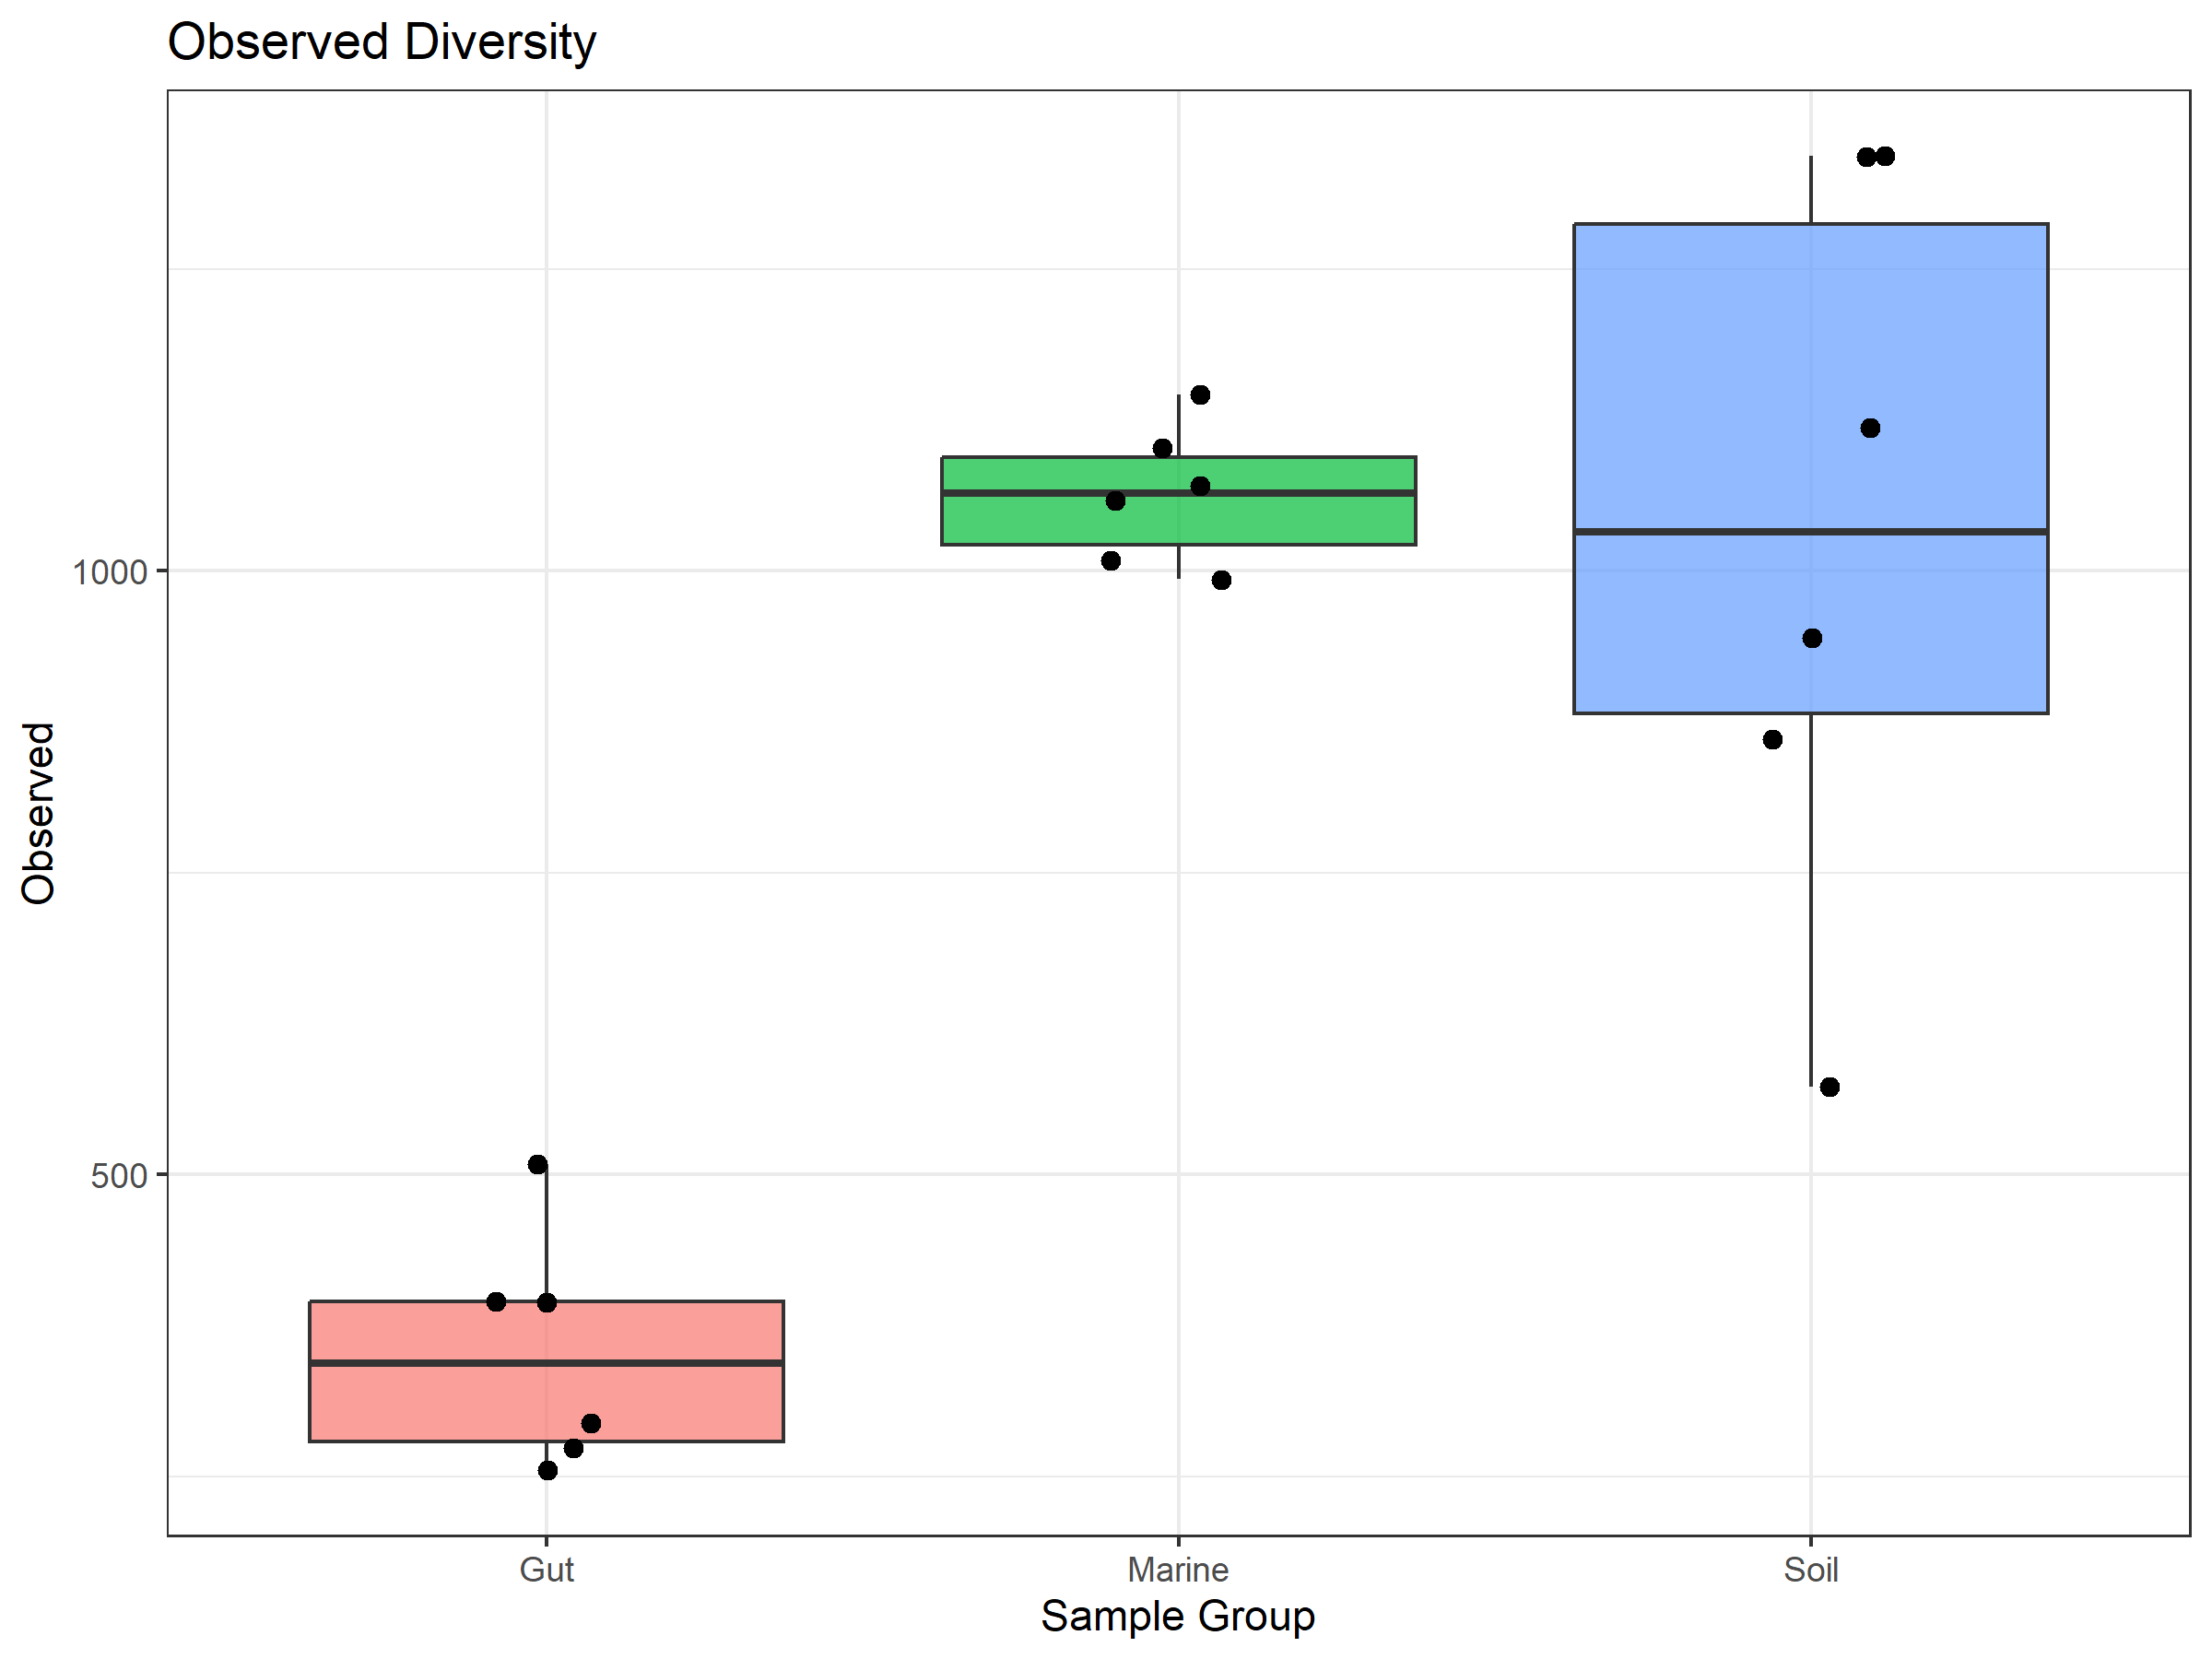 Observed Diversity
Observed
1000
500
Gut
Marine
Soil
Sample Group